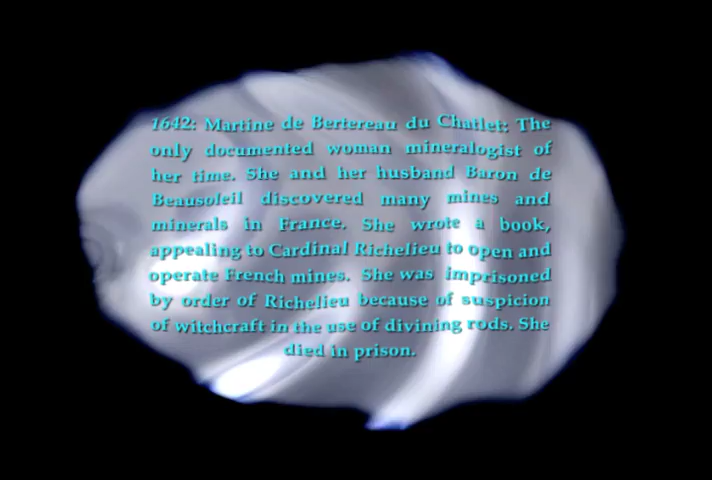 1642: Martine de Bertereau du Chatlet: The
only documented woman mineralogist of
her time. She and her husband Baron de
Beausoleil discovered many mines and
minerals in France. She wrote a book,
appealing to Cardinal Richelieu to open and
operate French mines. She was imprisoned
by order of Richelieu because of suspicion
of witchcraft in the use of divining rods. She
died in prison.